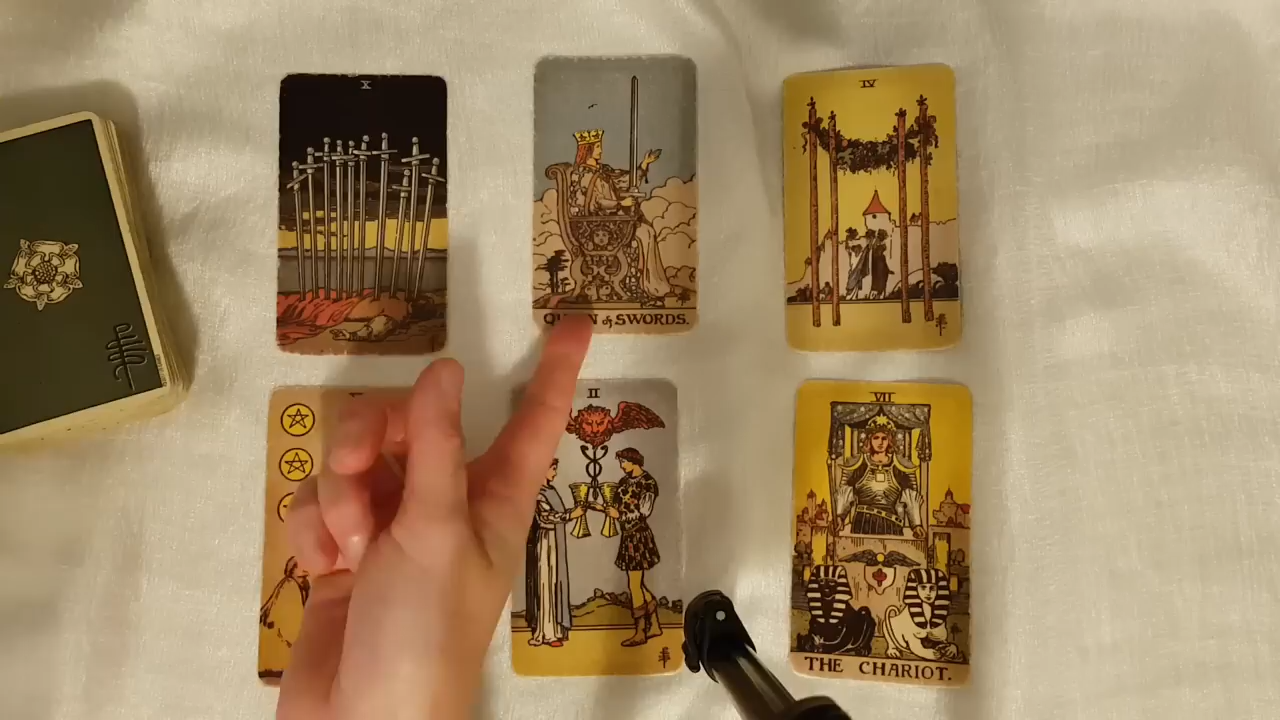 X
QUEEN of SWORDS.
IV
II
VII
THE CHARIOT.